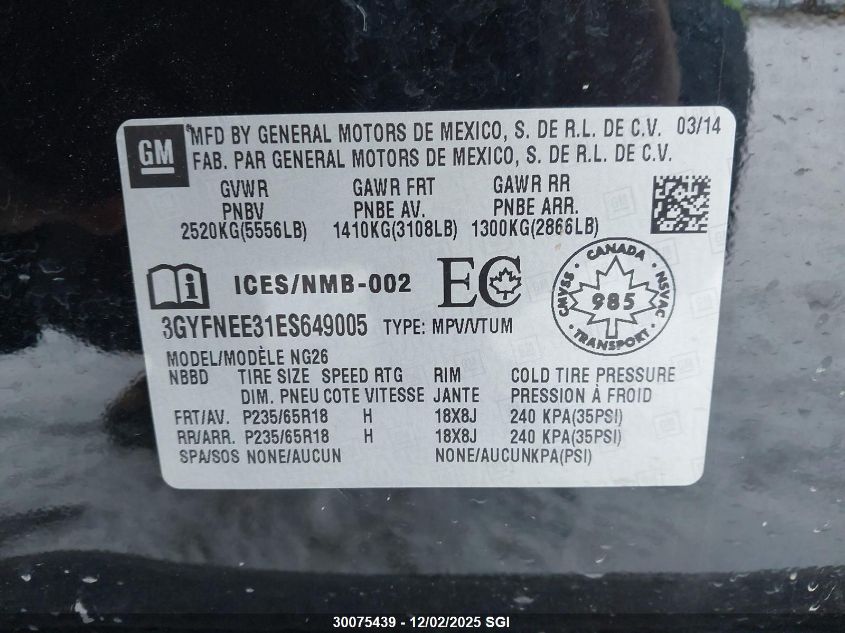 GM
*MFD BY GENERAL MOTORS DE MEXICO, S. DE R.L. DE C.V. 03/14
FAB. PAR GENERAL MOTORS DE MEXICO, S. DE R.L. DE C.V.
GVWR GAWR FRT GAWR RR
PNBV PNBE AV. PNBE ARR.
2520KG(5556LB) 1410KG(3108LB) 1300KG(2866LB)
i ICES/NMB-002 EC
CANADA
CMVSS 985 NSVAC
TRANSPORT
3GYFNEE31ES649005 TYPE: MPV/VTUM
MODEL/MODÈLE NG26
NBBD TIRE SIZE SPEED RTG RIM COLD TIRE PRESSURE
DIM. PNEU COTE VITESSE JANTE PRESSION À FROID
FRT/AV. P235/65R18 H 18X8J 240 KPA(35PSI)
RR/ARR. P235/65R18 H 18X8J 240 KPA(35PSI)
SPA/SOS NONE/AUCUN NONE/AUCUNKPA(PSI)
30075439 - 12/02/2025 SGI